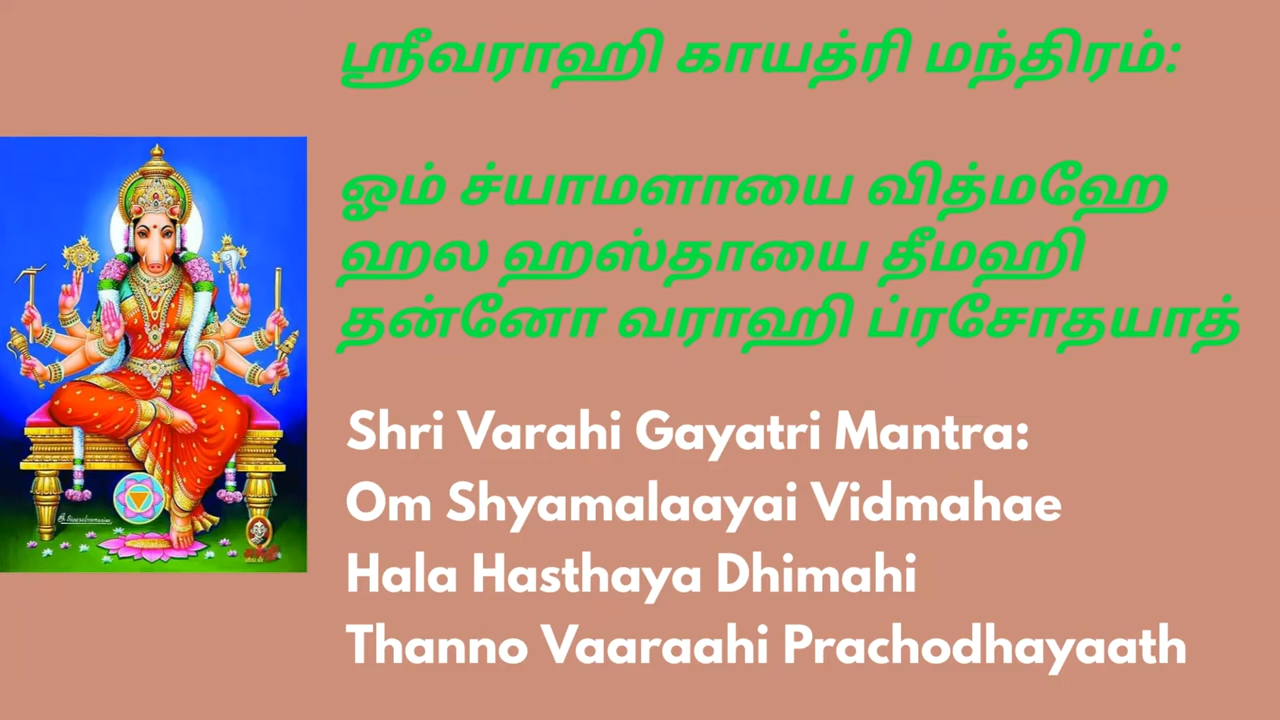 ஸ்ரீவராஹி காயத்ரி மந்திரம்:
ஓம் ச்யாமளாயை வித்மஹே
ஹல ஹஸ்தாயை தீமஹி
தன்னோ வராஹி ப்ரசோதயாத்
Shri Varahi Gayatri Mantra:
Om Shyamalaayai Vidmahae
Hala Hasthaya Dhimahi
Thanno Vaaraahi Prachodhayaath